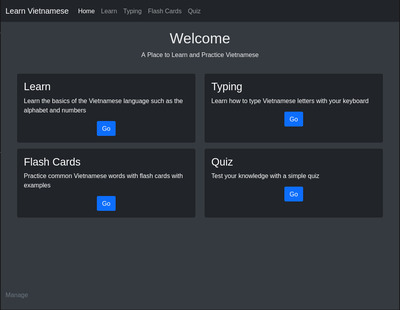 Learn Vietnamese Home Learn Typing Flash Cards Quiz
Welcome
A Place to Learn and Practice Vietnamese
Learn
Learn the basics of the Vietnamese language such as the
alphabet and numbers
Go
Typing
Learn how to type Vietnamese letters with your keyboard
Go
Flash Cards
Practice common Vietnamese words with flash cards with
examples
Go
Quiz
Test your knowledge with a simple quiz
Go
Manage